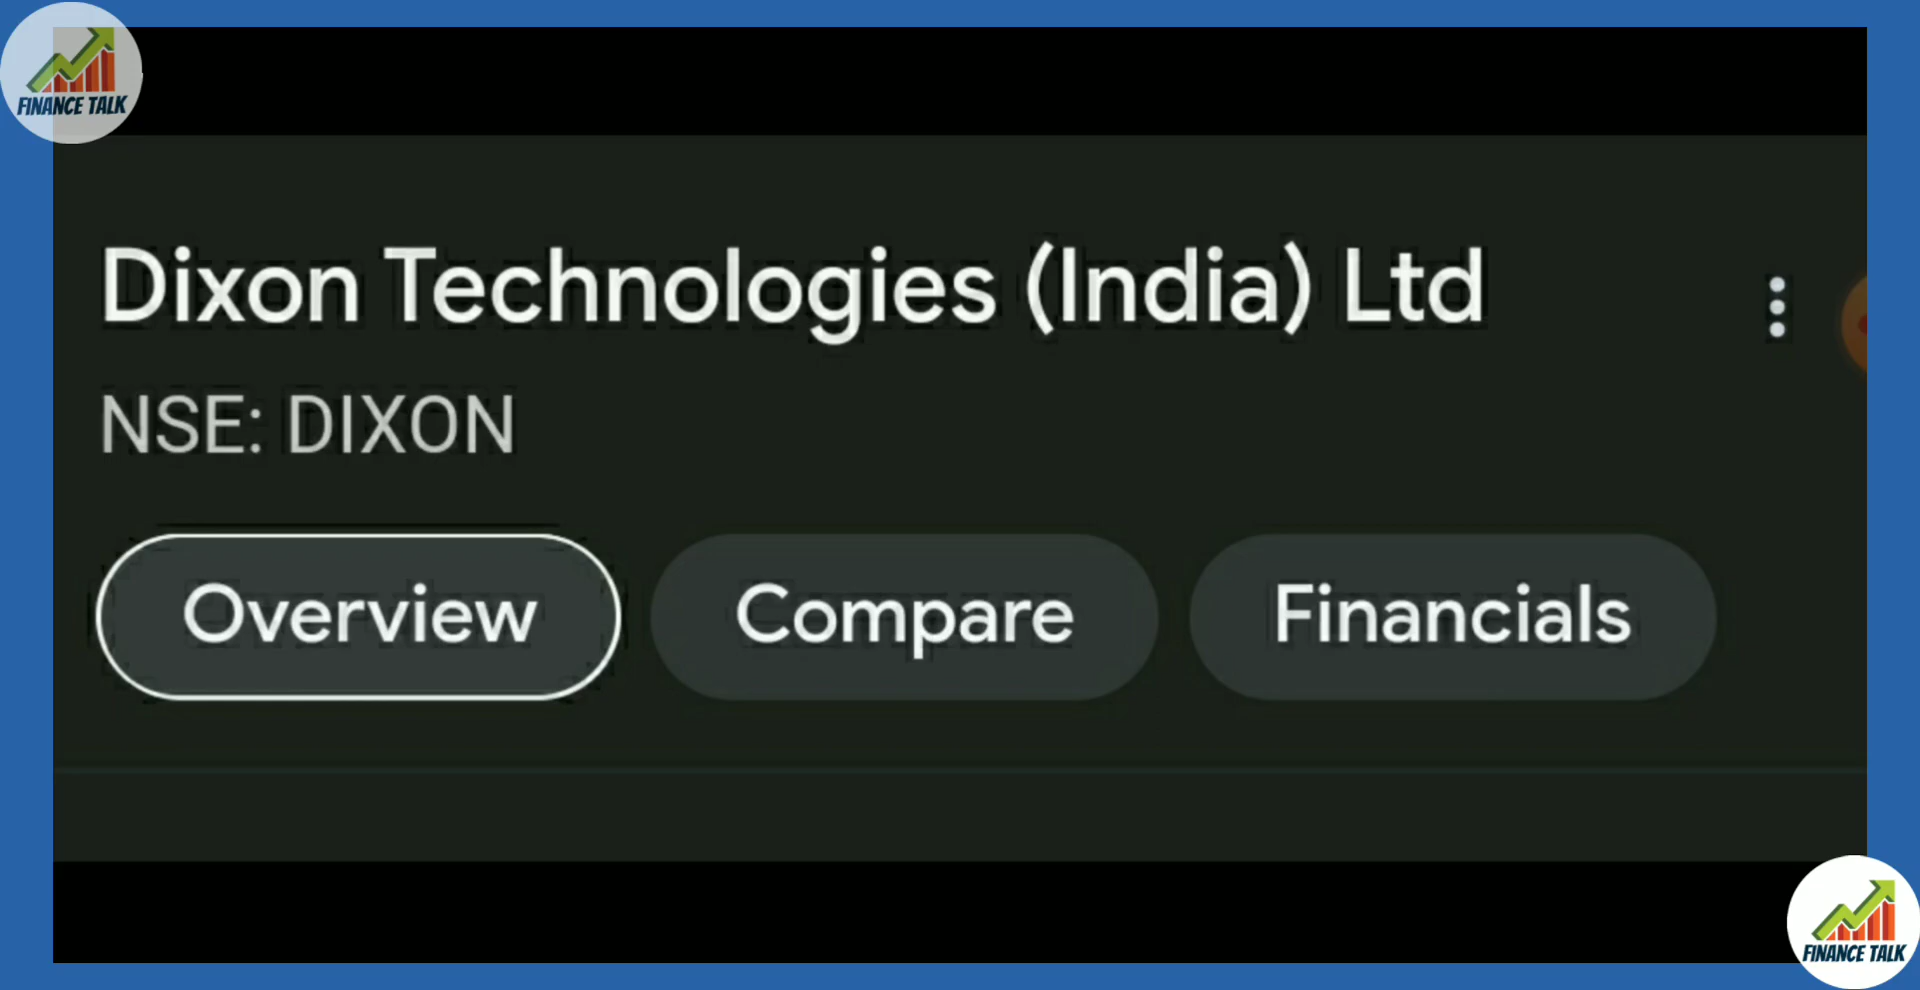 FINANCE TALK
Dixon Technologies (India) Ltd
NSE: DIXON
Overview Compare Financials
FINANCE TALK